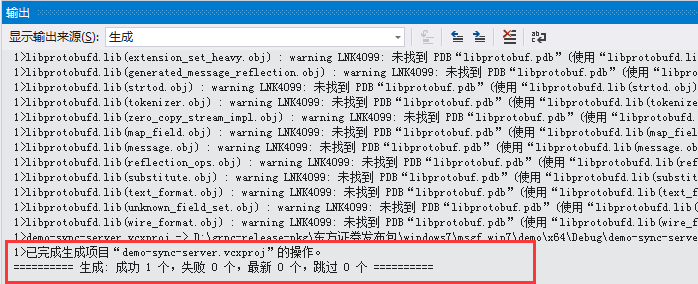 输出
显示输出来源(S): 生成
1>libprotobufd.lib(extension_set_heavy.obj) : warning LNK4099: 未找到 PDB“libprotobuf.pdb”(使用“libprotobufd.li
1>libprotobufd.lib(generated_message_reflection.obj) : warning LNK4099: 未找到 PDB“libprotobuf.pdb”(使用“libpro
1>libprotobufd.lib(strtod.obj) : warning LNK4099: 未找到 PDB“libprotobuf.pdb”(使用“libprotobufd.lib(strtod.obj)
1>libprotobufd.lib(tokenizer.obj) : warning LNK4099: 未找到 PDB“libprotobuf.pdb”(使用“libprotobufd.lib(tokenize
1>libprotobufd.lib(zero_copy_stream_impl.obj) : warning LNK4099: 未找到 PDB“libprotobuf.pdb”(使用“libprotobufd.
1>libprotobufd.lib(map_field.obj) : warning LNK4099: 未找到 PDB“libprotobuf.pdb”(使用“libprotobufd.lib(map_fiel
1>libprotobufd.lib(message.obj) : warning LNK4099: 未找到 PDB“libprotobuf.pdb”(使用“libprotobufd.lib(message.ob
1>libprotobufd.lib(reflection_ops.obj) : warning LNK4099: 未找到 PDB“libprotobuf.pdb”(使用“libprotobufd.lib(ref
1>libprotobufd.lib(substitute.obj) : warning LNK4099: 未找到 PDB“libprotobuf.pdb”(使用“libprotobufd.lib(substit
1>libprotobufd.lib(text_format.obj) : warning LNK4099: 未找到 PDB“libprotobuf.pdb”(使用“libprotobufd.lib(text_f
1>libprotobufd.lib(unknown_field_set.obj) : warning LNK4099: 未找到 PDB“libprotobuf.pdb”(使用“libprotobufd.lib(
1>libprotobufd.lib(wire_format.obj) : warning LNK4099: 未找到 PDB“libprotobuf.pdb”(使用“libprotobufd.lib(wire_f
1>demo-sync-server.vcxproj -> D:\grpc-release-pkg\东方证券发布包\windows7\msgf_win7\demo\x64\Debug\demo-sync-serve
1>已完成生成项目“demo-sync-server.vcxproj”的操作。
========== 生成: 成功 1 个，失败 0 个，最新 0 个，跳过 0 个 ==========